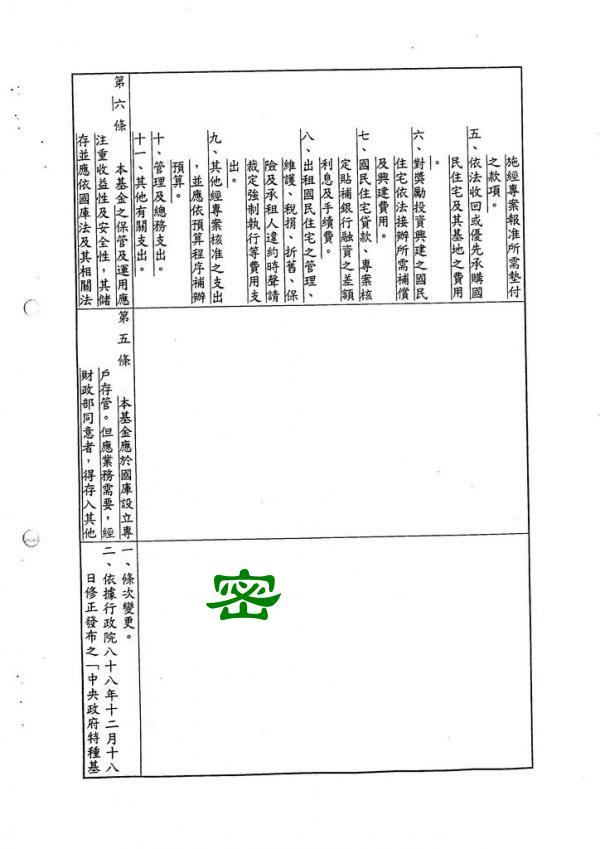 施經專案報准所需墊付
之款項。
五、依法收回或優先承購國
民住宅及其基地之費用
。
六、對獎勵投資興建之國民
住宅依法接辦所需補償
及興建費用。
七、國民住宅貸款、專案核
定貼補銀行融資之差額
利息及手續費。
八、出租國民住宅之管理、
維護、稅捐、折舊、保
險及承租人違約時聲請
裁定強制執行等費用支
出。
九、其他經專案核准之支出
，並應依預算程序補辦
預算。
十、管理及總務支出。
十一、其他有關支出。
第六條　本基金之保管及運用應
注重收益性及安全性，其儲
存並應依國庫法及其相關法
第五條　本基金應於國庫設立專
戶存管。但應業務需要，經
財政部同意者，得存入其他
一、條次變更。
二、依據行政院八十八年十二月十八
日修正發布之「中央政府特種基
密